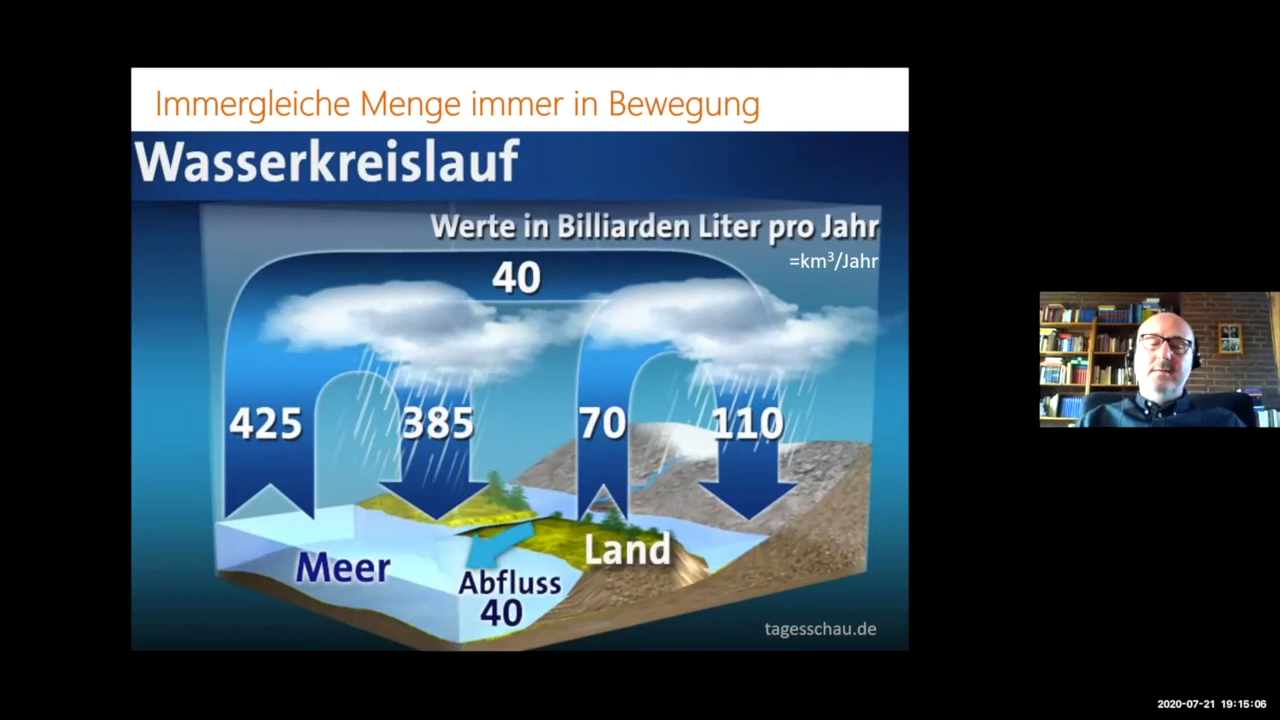 Immergleiche Menge immer in Bewegung
Wasserkreislauf
Werte in Billiarden Liter pro Jahr
=km³/Jahr
40
425
385
70
110
Meer
Land
Abfluss
40
tagesschau.de
2020-07-21 19:15:06